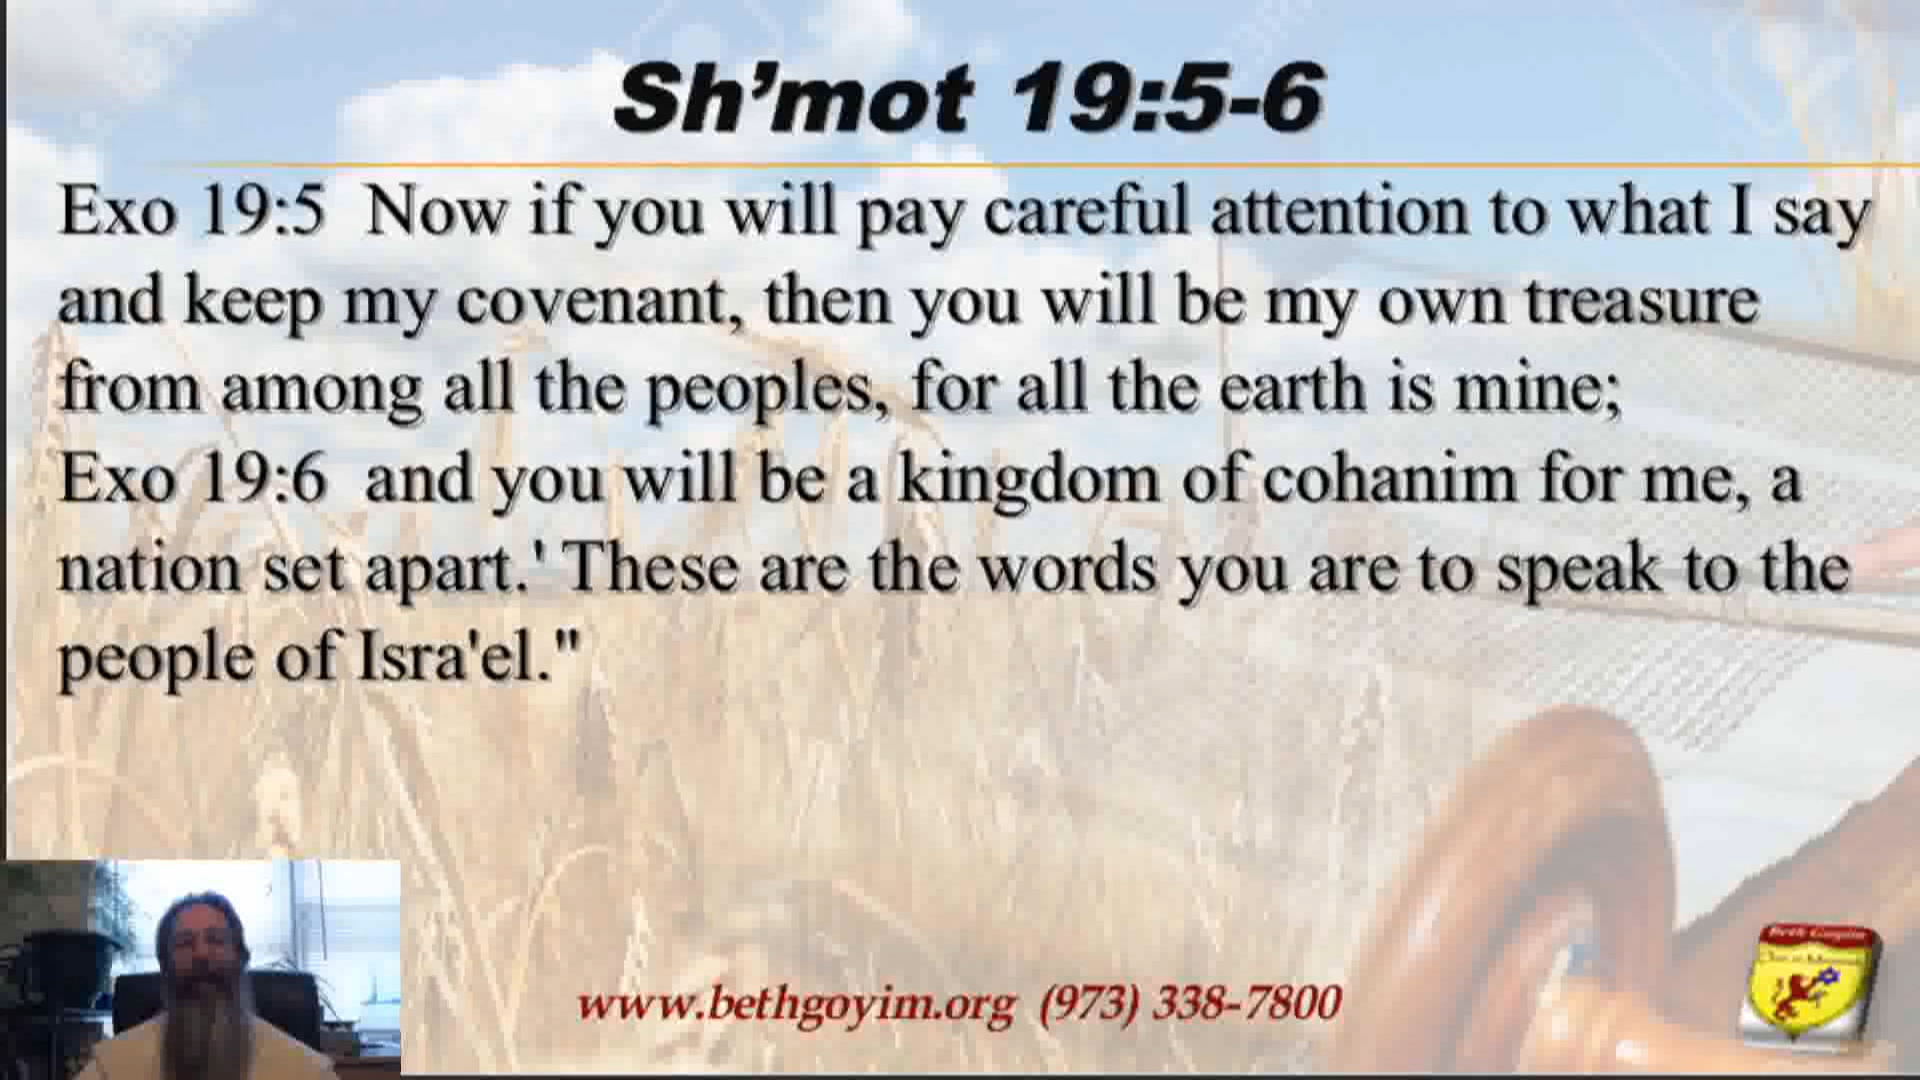 Sh’mot 19:5-6
Exo 19:5  Now if you will pay careful attention to what I say
and keep my covenant, then you will be my own treasure
from among all the peoples, for all the earth is mine;
Exo 19:6  and you will be a kingdom of cohanim for me, a
nation set apart.' These are the words you are to speak to the
people of Isra'el."
www.bethgoyim.org (973) 338-7800
Beth Goyim